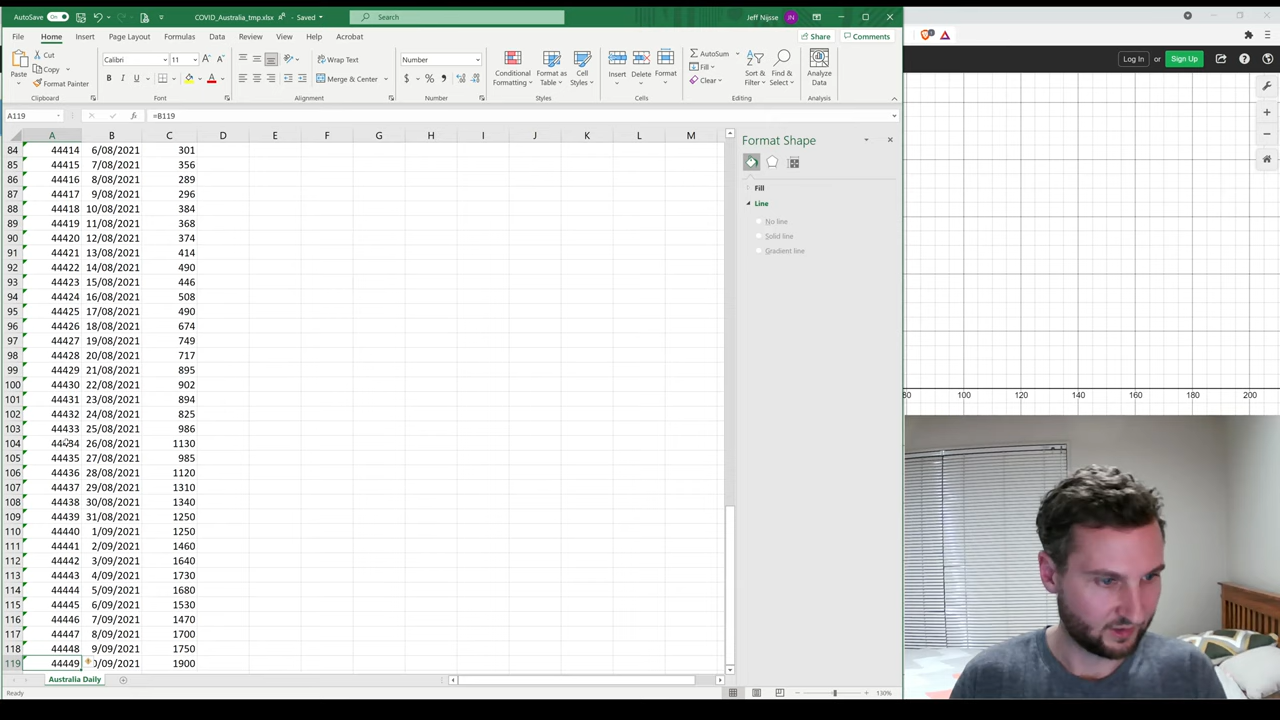 AutoSave On COVID_Australia_tmp.xlsx Saved Search Jeff Nijsse JN
File Home Insert Page Layout Formulas Data Review View Help Acrobat Share Comments
Log In or Sign Up
Paste Cut Copy Format Painter Clipboard
Calibri 11 B I U A Font
Wrap Text Merge & Center Alignment
Number $ % Number
Conditional Formatting Format as Table Cell Styles Styles
Insert Delete Format Cells
AutoSum Fill Clear Sort & Filter Find & Select Editing
Analyze Data Analysis
A119 fx =B119
A B C D E F G H I J K L M
84 44414 6/08/2021 301
85 44415 7/08/2021 356
86 44416 8/08/2021 289
87 44417 9/08/2021 296
88 44418 10/08/2021 384
89 44419 11/08/2021 368
90 44420 12/08/2021 374
91 44421 13/08/2021 414
92 44422 14/08/2021 490
93 44423 15/08/2021 446
94 44424 16/08/2021 508
95 44425 17/08/2021 490
96 44426 18/08/2021 674
97 44427 19/08/2021 749
98 44428 20/08/2021 717
99 44429 21/08/2021 895
100 44430 22/08/2021 902
101 44431 23/08/2021 894
102 44432 24/08/2021 825
103 44433 25/08/2021 986
104 44434 26/08/2021 1130
105 44435 27/08/2021 985
106 44436 28/08/2021 1120
107 44437 29/08/2021 1310
108 44438 30/08/2021 1340
109 44439 31/08/2021 1250
110 44440 1/09/2021 1250
111 44441 2/09/2021 1460
112 44442 3/09/2021 1640
113 44443 4/09/2021 1730
114 44444 5/09/2021 1680
115 44445 6/09/2021 1530
116 44446 7/09/2021 1470
117 44447 8/09/2021 1700
118 44448 9/09/2021 1750
119 44449 0/09/2021 1900
Format Shape
Fill
Line
No line
Solid line
Gradient line
80 100 120 140 160 180 200
Australia Daily
Ready 130%